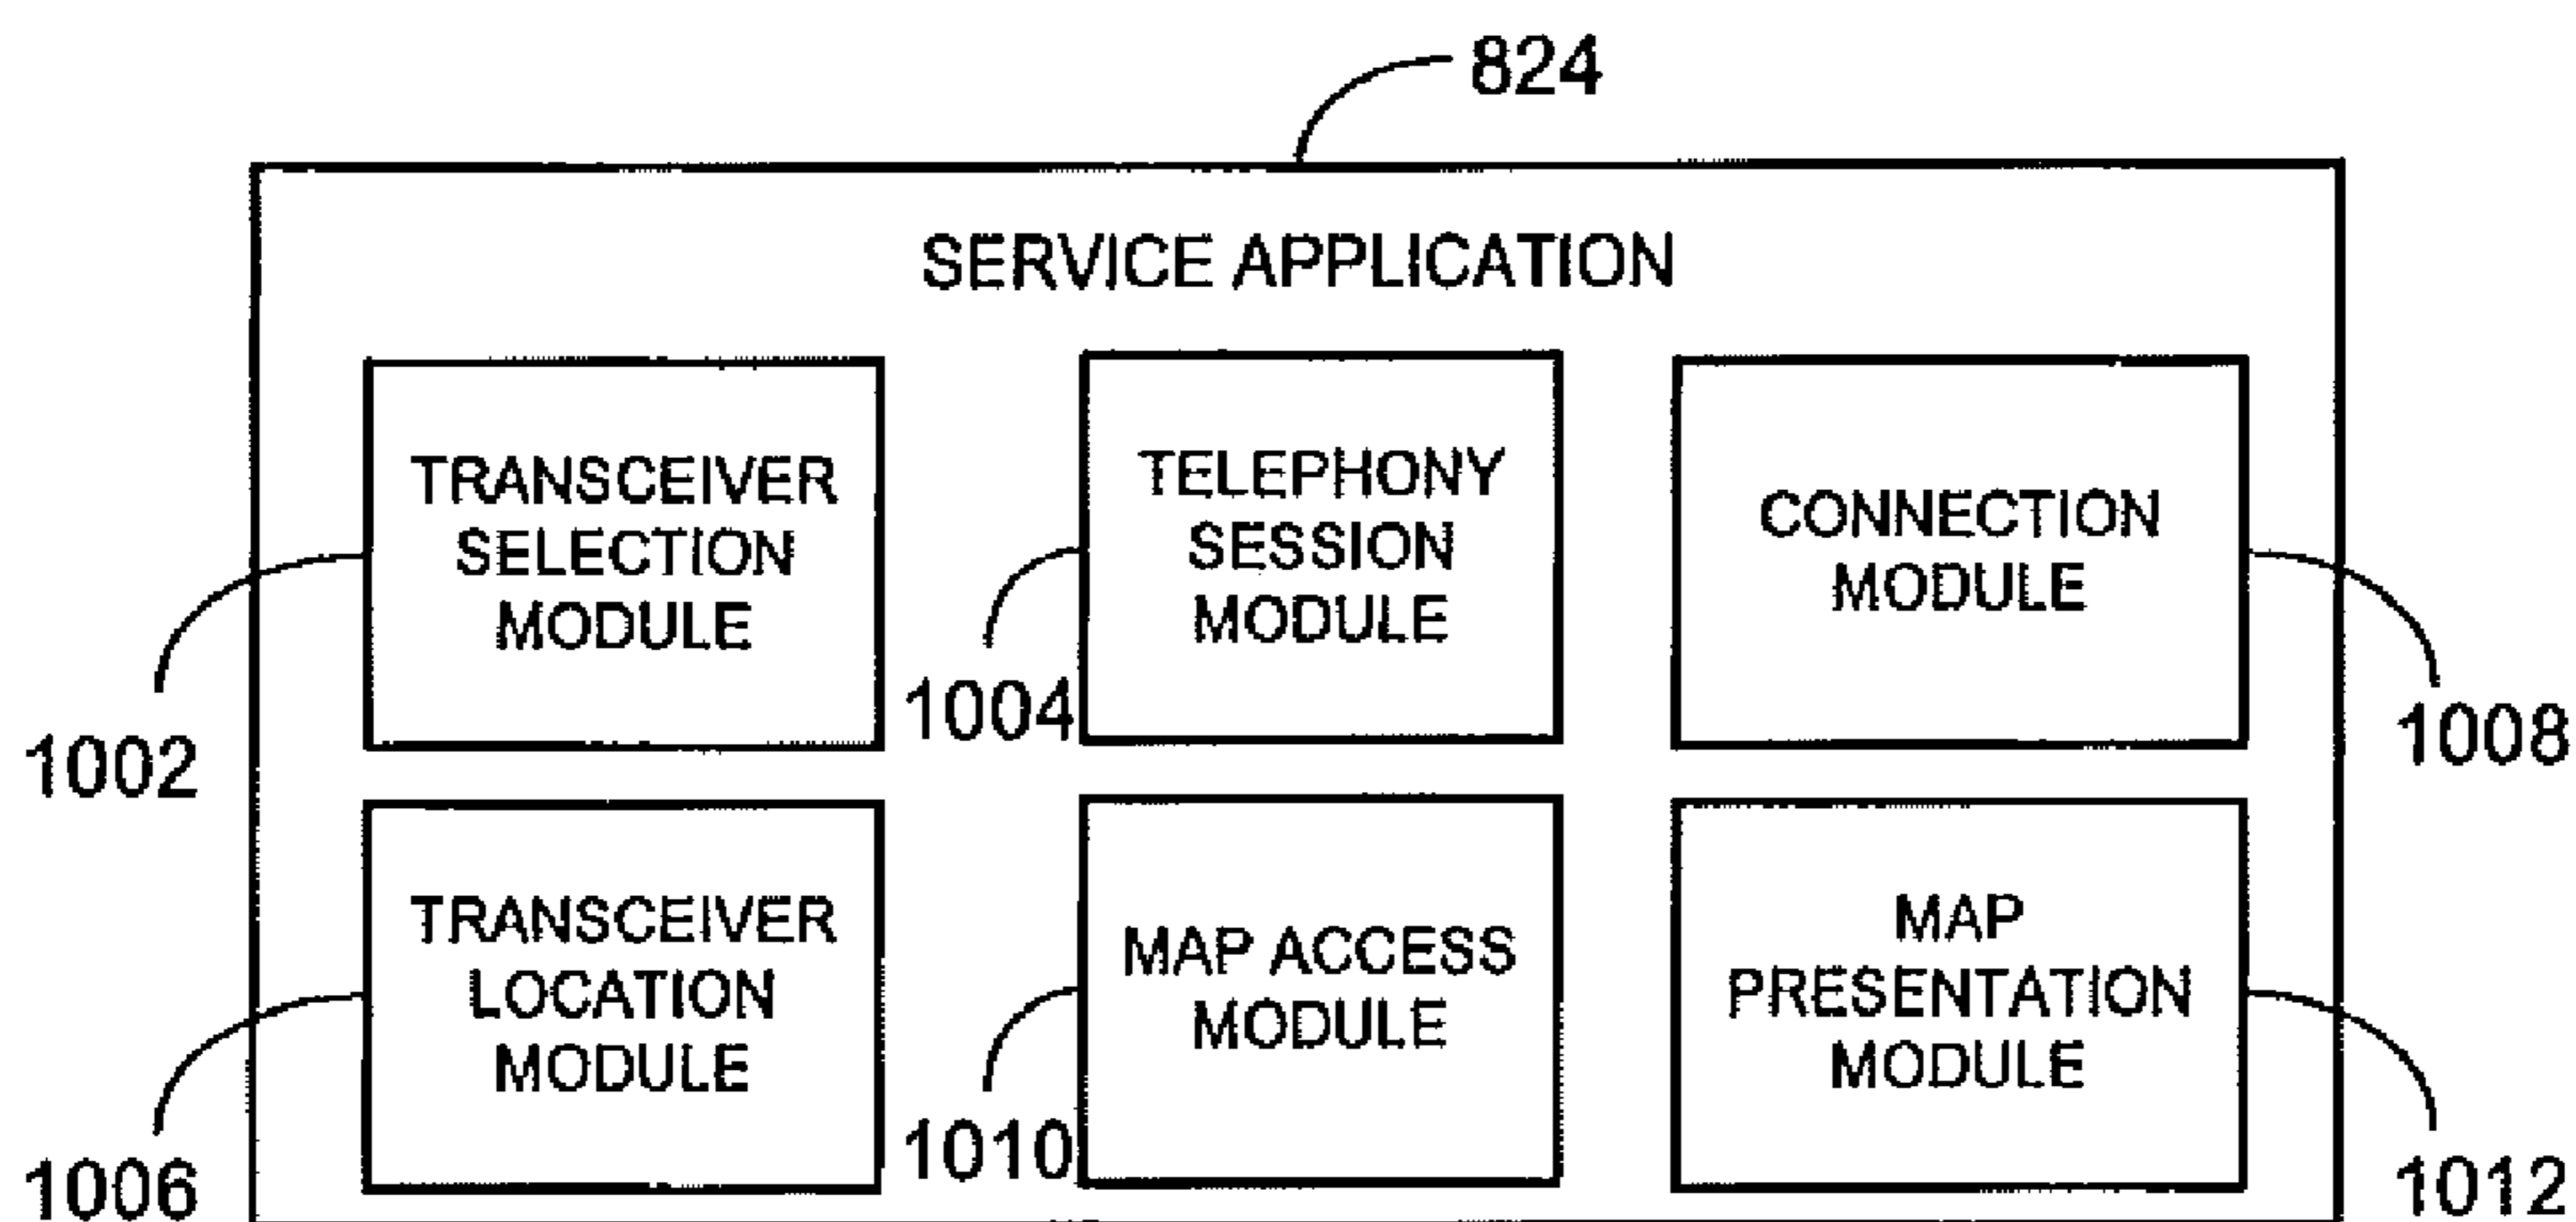 824
SERVICE APPLICATION
TRANSCEIVER
SELECTION
MODULE
TELEPHONY
SESSION
MODULE
CONNECTION
MODULE
1002
1004
1008
TRANSCEIVER
LOCATION
MODULE
MAP ACCESS
MODULE
MAP
PRESENTATION
MODULE
1006
1010
1012